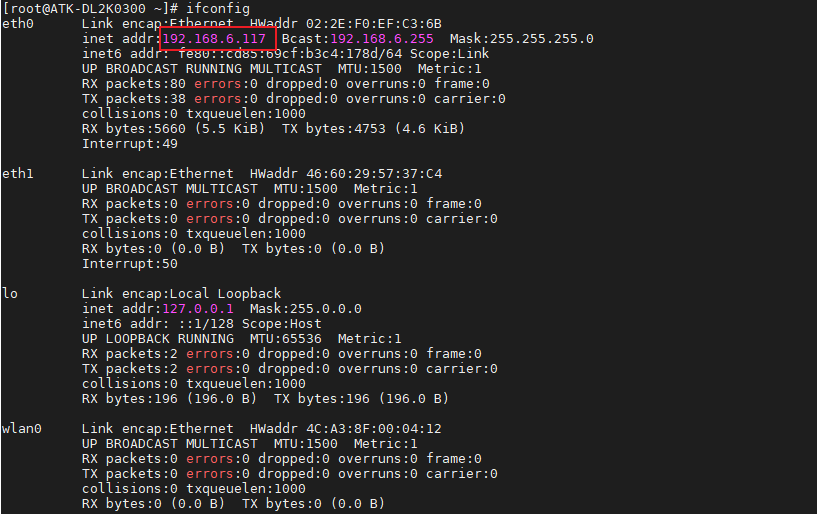 [root@ATK-DL2K0300 ~]# ifconfig
eth0      Link encap:Ethernet  HWaddr 02:2E:F0:EF:C3:6B
          inet addr:192.168.6.117  Bcast:192.168.6.255  Mask:255.255.255.0
          inet6 addr: fe80::cd85:69cf:b3c4:178d/64 Scope:Link
          UP BROADCAST RUNNING MULTICAST  MTU:1500  Metric:1
          RX packets:80 errors:0 dropped:0 overruns:0 frame:0
          TX packets:38 errors:0 dropped:0 overruns:0 carrier:0
          collisions:0 txqueuelen:1000
          RX bytes:5660 (5.5 KiB)  TX bytes:4753 (4.6 KiB)
          Interrupt:49
eth1      Link encap:Ethernet  HWaddr 46:60:29:57:37:C4
          UP BROADCAST MULTICAST  MTU:1500  Metric:1
          RX packets:0 errors:0 dropped:0 overruns:0 frame:0
          TX packets:0 errors:0 dropped:0 overruns:0 carrier:0
          collisions:0 txqueuelen:1000
          RX bytes:0 (0.0 B)  TX bytes:0 (0.0 B)
          Interrupt:50
lo        Link encap:Local Loopback
          inet addr:127.0.0.1  Mask:255.0.0.0
          inet6 addr: ::1/128 Scope:Host
          UP LOOPBACK RUNNING  MTU:65536  Metric:1
          RX packets:2 errors:0 dropped:0 overruns:0 frame:0
          TX packets:2 errors:0 dropped:0 overruns:0 carrier:0
          collisions:0 txqueuelen:1000
          RX bytes:196 (196.0 B)  TX bytes:196 (196.0 B)
wlan0     Link encap:Ethernet  HWaddr 4C:A3:8F:00:04:12
          UP BROADCAST MULTICAST  MTU:1500  Metric:1
          RX packets:0 errors:0 dropped:0 overruns:0 frame:0
          TX packets:0 errors:0 dropped:0 overruns:0 carrier:0
          collisions:0 txqueuelen:1000
          RX bytes:0 (0.0 B)  TX bytes:0 (0.0 B)